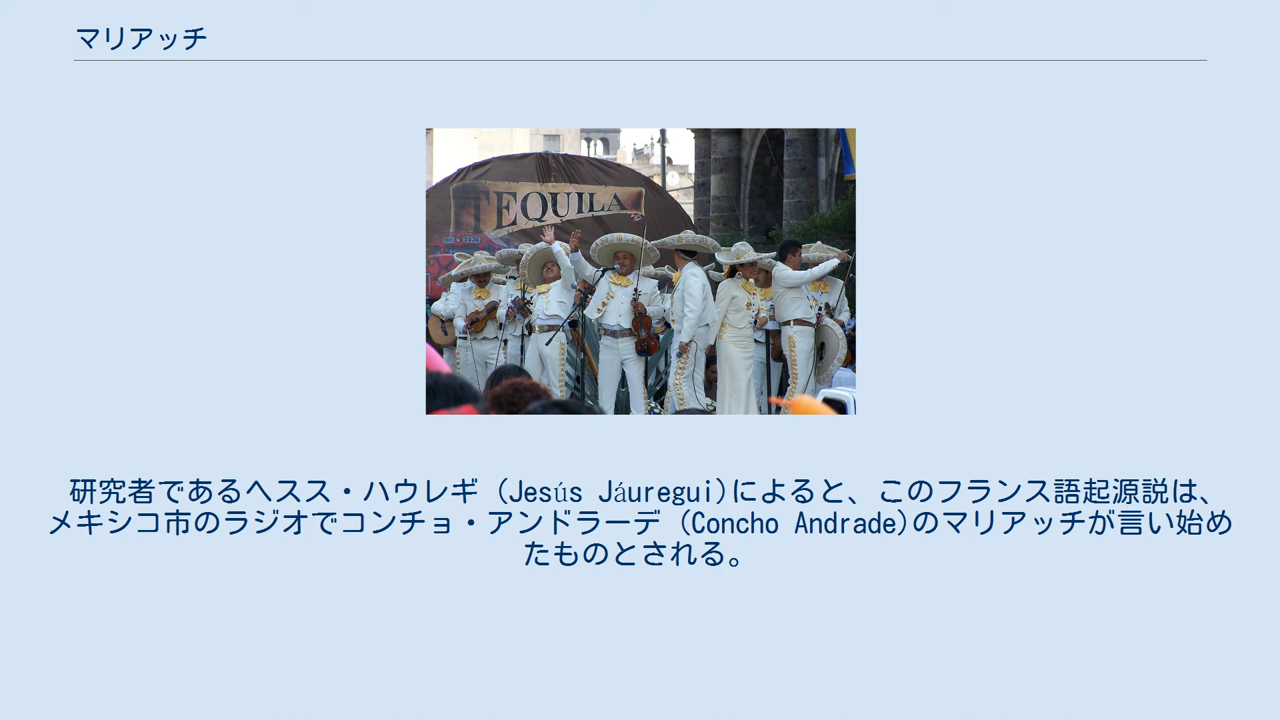 マリアッチ
TEQUILA
研究者であるヘスス・ハウレギ (Jesús Jáuregui)によると、このフランス語起源説は、
メキシコ市のラジオでコンチョ・アンドラーデ (Concho Andrade)のマリアッチが言い始め
たものとされる。